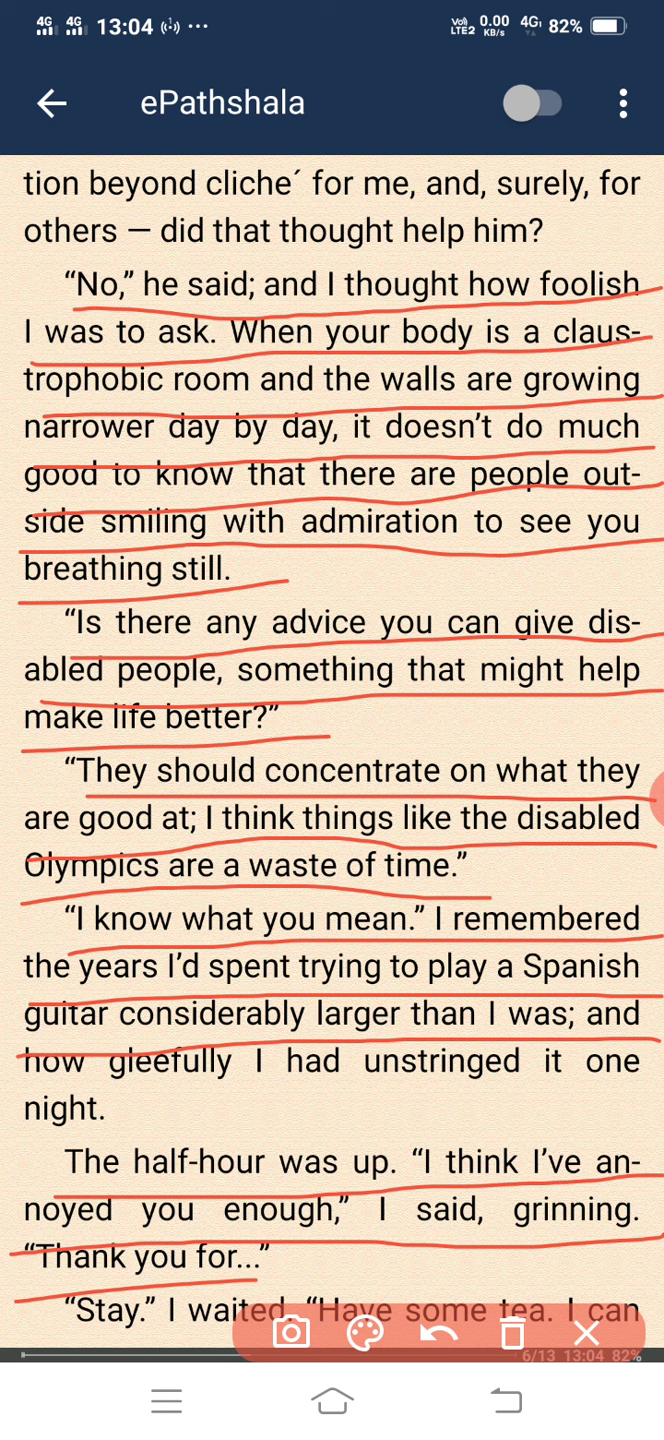 4G 4G 13:04 ... VoD LTE2 0.00 KB/s 4G 82%
ePathshala
tion beyond cliche´ for me, and, surely, for
others — did that thought help him?
“No,” he said; and I thought how foolish
I was to ask. When your body is a claus-
trophobic room and the walls are growing
narrower day by day, it doesn’t do much
good to know that there are people out-
side smiling with admiration to see you
breathing still.
“Is there any advice you can give dis-
abled people, something that might help
make life better?”
“They should concentrate on what they
are good at; I think things like the disabled
Olympics are a waste of time.”
“I know what you mean.” I remembered
the years I’d spent trying to play a Spanish
guitar considerably larger than I was; and
how gleefully I had unstringed it one
night.
The half-hour was up. “I think I’ve an-
noyed you enough,” I said, grinning.
“Thank you for...”
“Stay.” I waited. “Have some tea. I can
6/13 13:04 82%